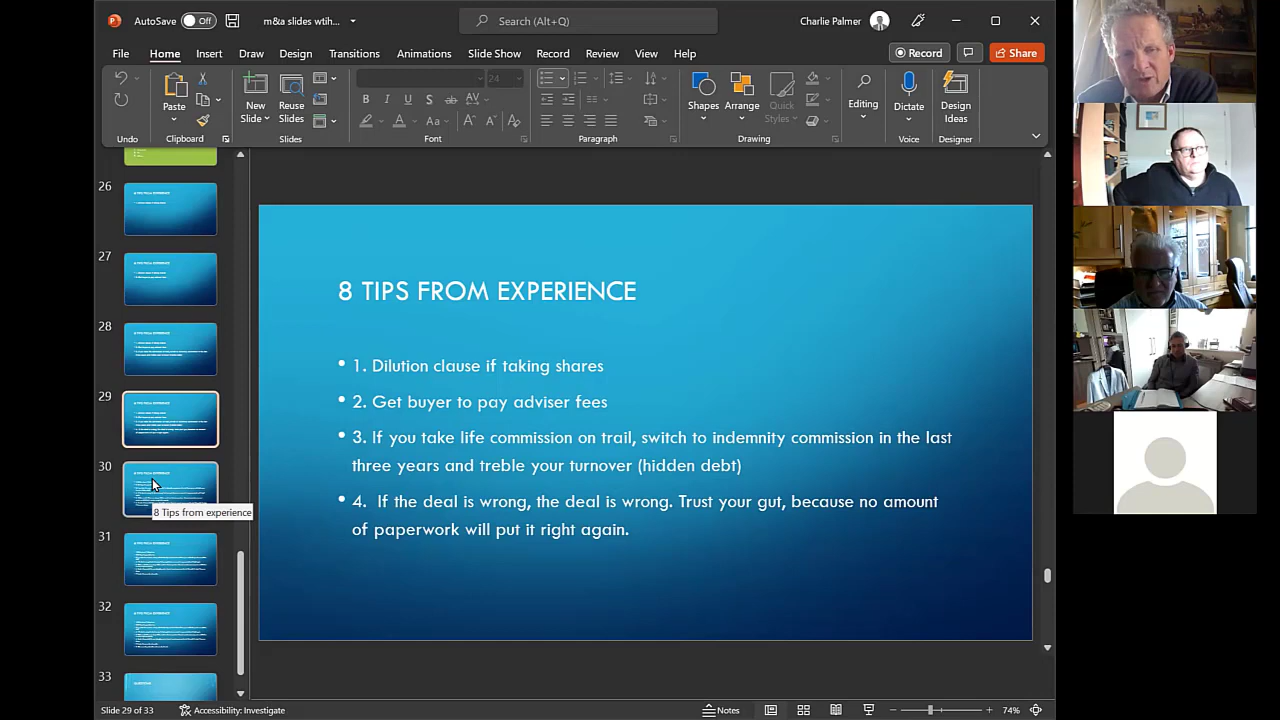 AutoSave Off m&a slides wtih... Search (Alt+Q) Charlie Palmer
File Home Insert Draw Design Transitions Animations Slide Show Record Review View Help Record Share
Paste New Slide Reuse Slides 24 Shapes Arrange Quick Styles Editing Dictate Design Ideas
B I U S ab AV Aa A A A
Undo Clipboard Slides Font Paragraph Drawing Voice Designer
26
27
28
29
30
8 Tips from experience
31
32
33
8 TIPS FROM EXPERIENCE
• 1. Dilution clause if taking shares
• 2. Get buyer to pay adviser fees
• 3. If you take life commission on trail, switch to indemnity commission in the last
three years and treble your turnover (hidden debt)
• 4. If the deal is wrong, the deal is wrong. Trust your gut, because no amount
of paperwork will put it right again.
Slide 29 of 33 Accessibility: Investigate Notes 74%